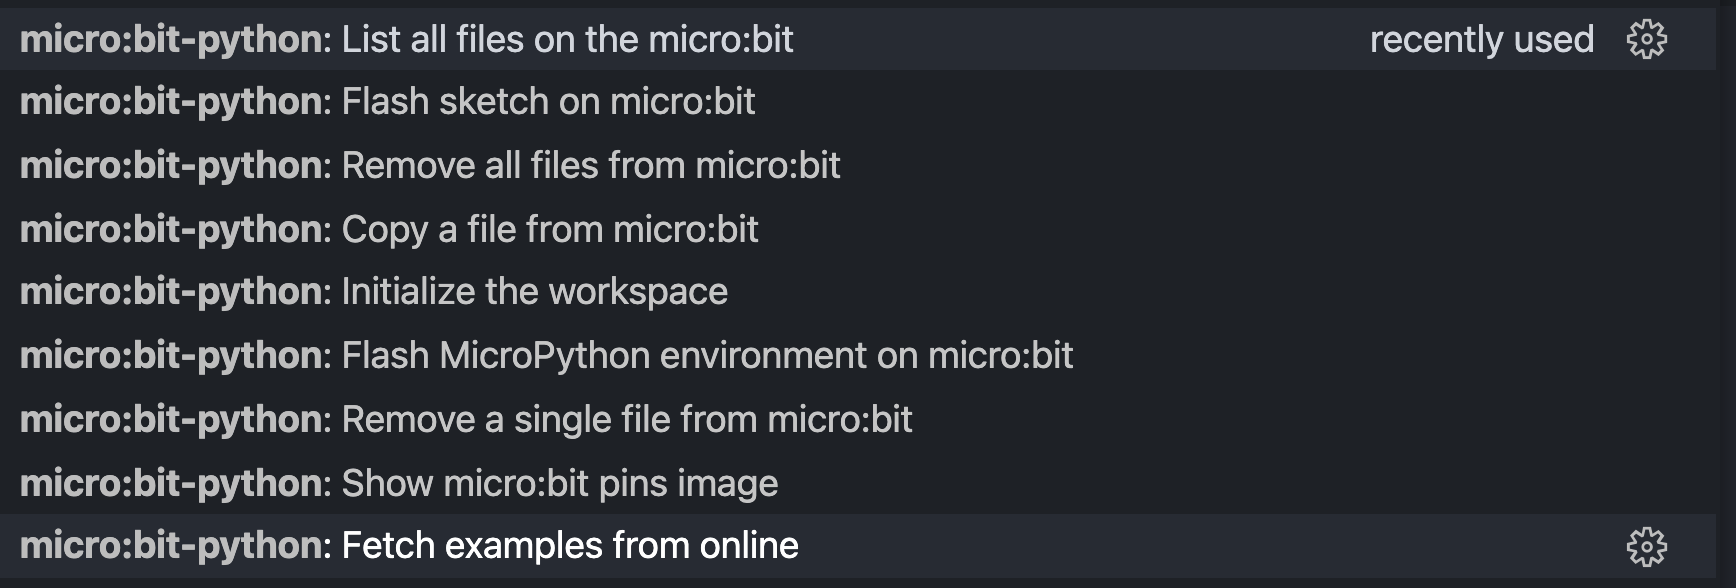 micro:bit-python: List all files on the micro:bit recently used
micro:bit-python: Flash sketch on micro:bit
micro:bit-python: Remove all files from micro:bit
micro:bit-python: Copy a file from micro:bit
micro:bit-python: Initialize the workspace
micro:bit-python: Flash MicroPython environment on micro:bit
micro:bit-python: Remove a single file from micro:bit
micro:bit-python: Show micro:bit pins image
micro:bit-python: Fetch examples from online